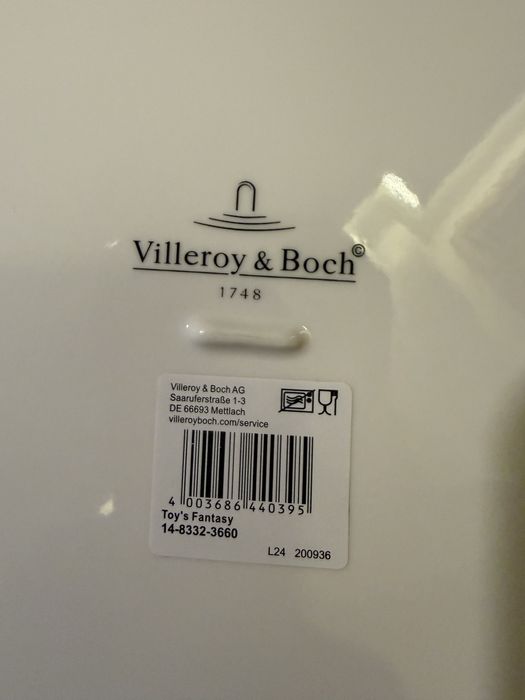 Villeroy & Boch©
1748
Villeroy & Boch AG
Saaruferstraße 1-3
DE 66693 Mettlach
villeroyboch.com/service
4 003686 440395
Toy's Fantasy
14-8332-3660
L24 200936